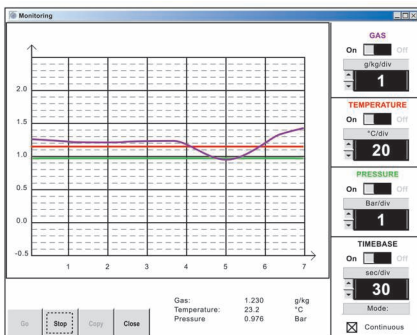 Monitoring
GAS
On Off
g/kg/div
1
TEMPERATURE
On Off
°C/div
20
PRESSURE
On Off
Bar/div
1
TIMEBASE
On Off
sec/div
30
Mode:
Continuous
2.0
1.5
1.0
0.5
0.0
-0.5
1 2 3 4 5 6 7
Gas: 1.230 g/kg
Temperature: 23.2 °C
Pressure 0.976 Bar
Go Stop Copy Close